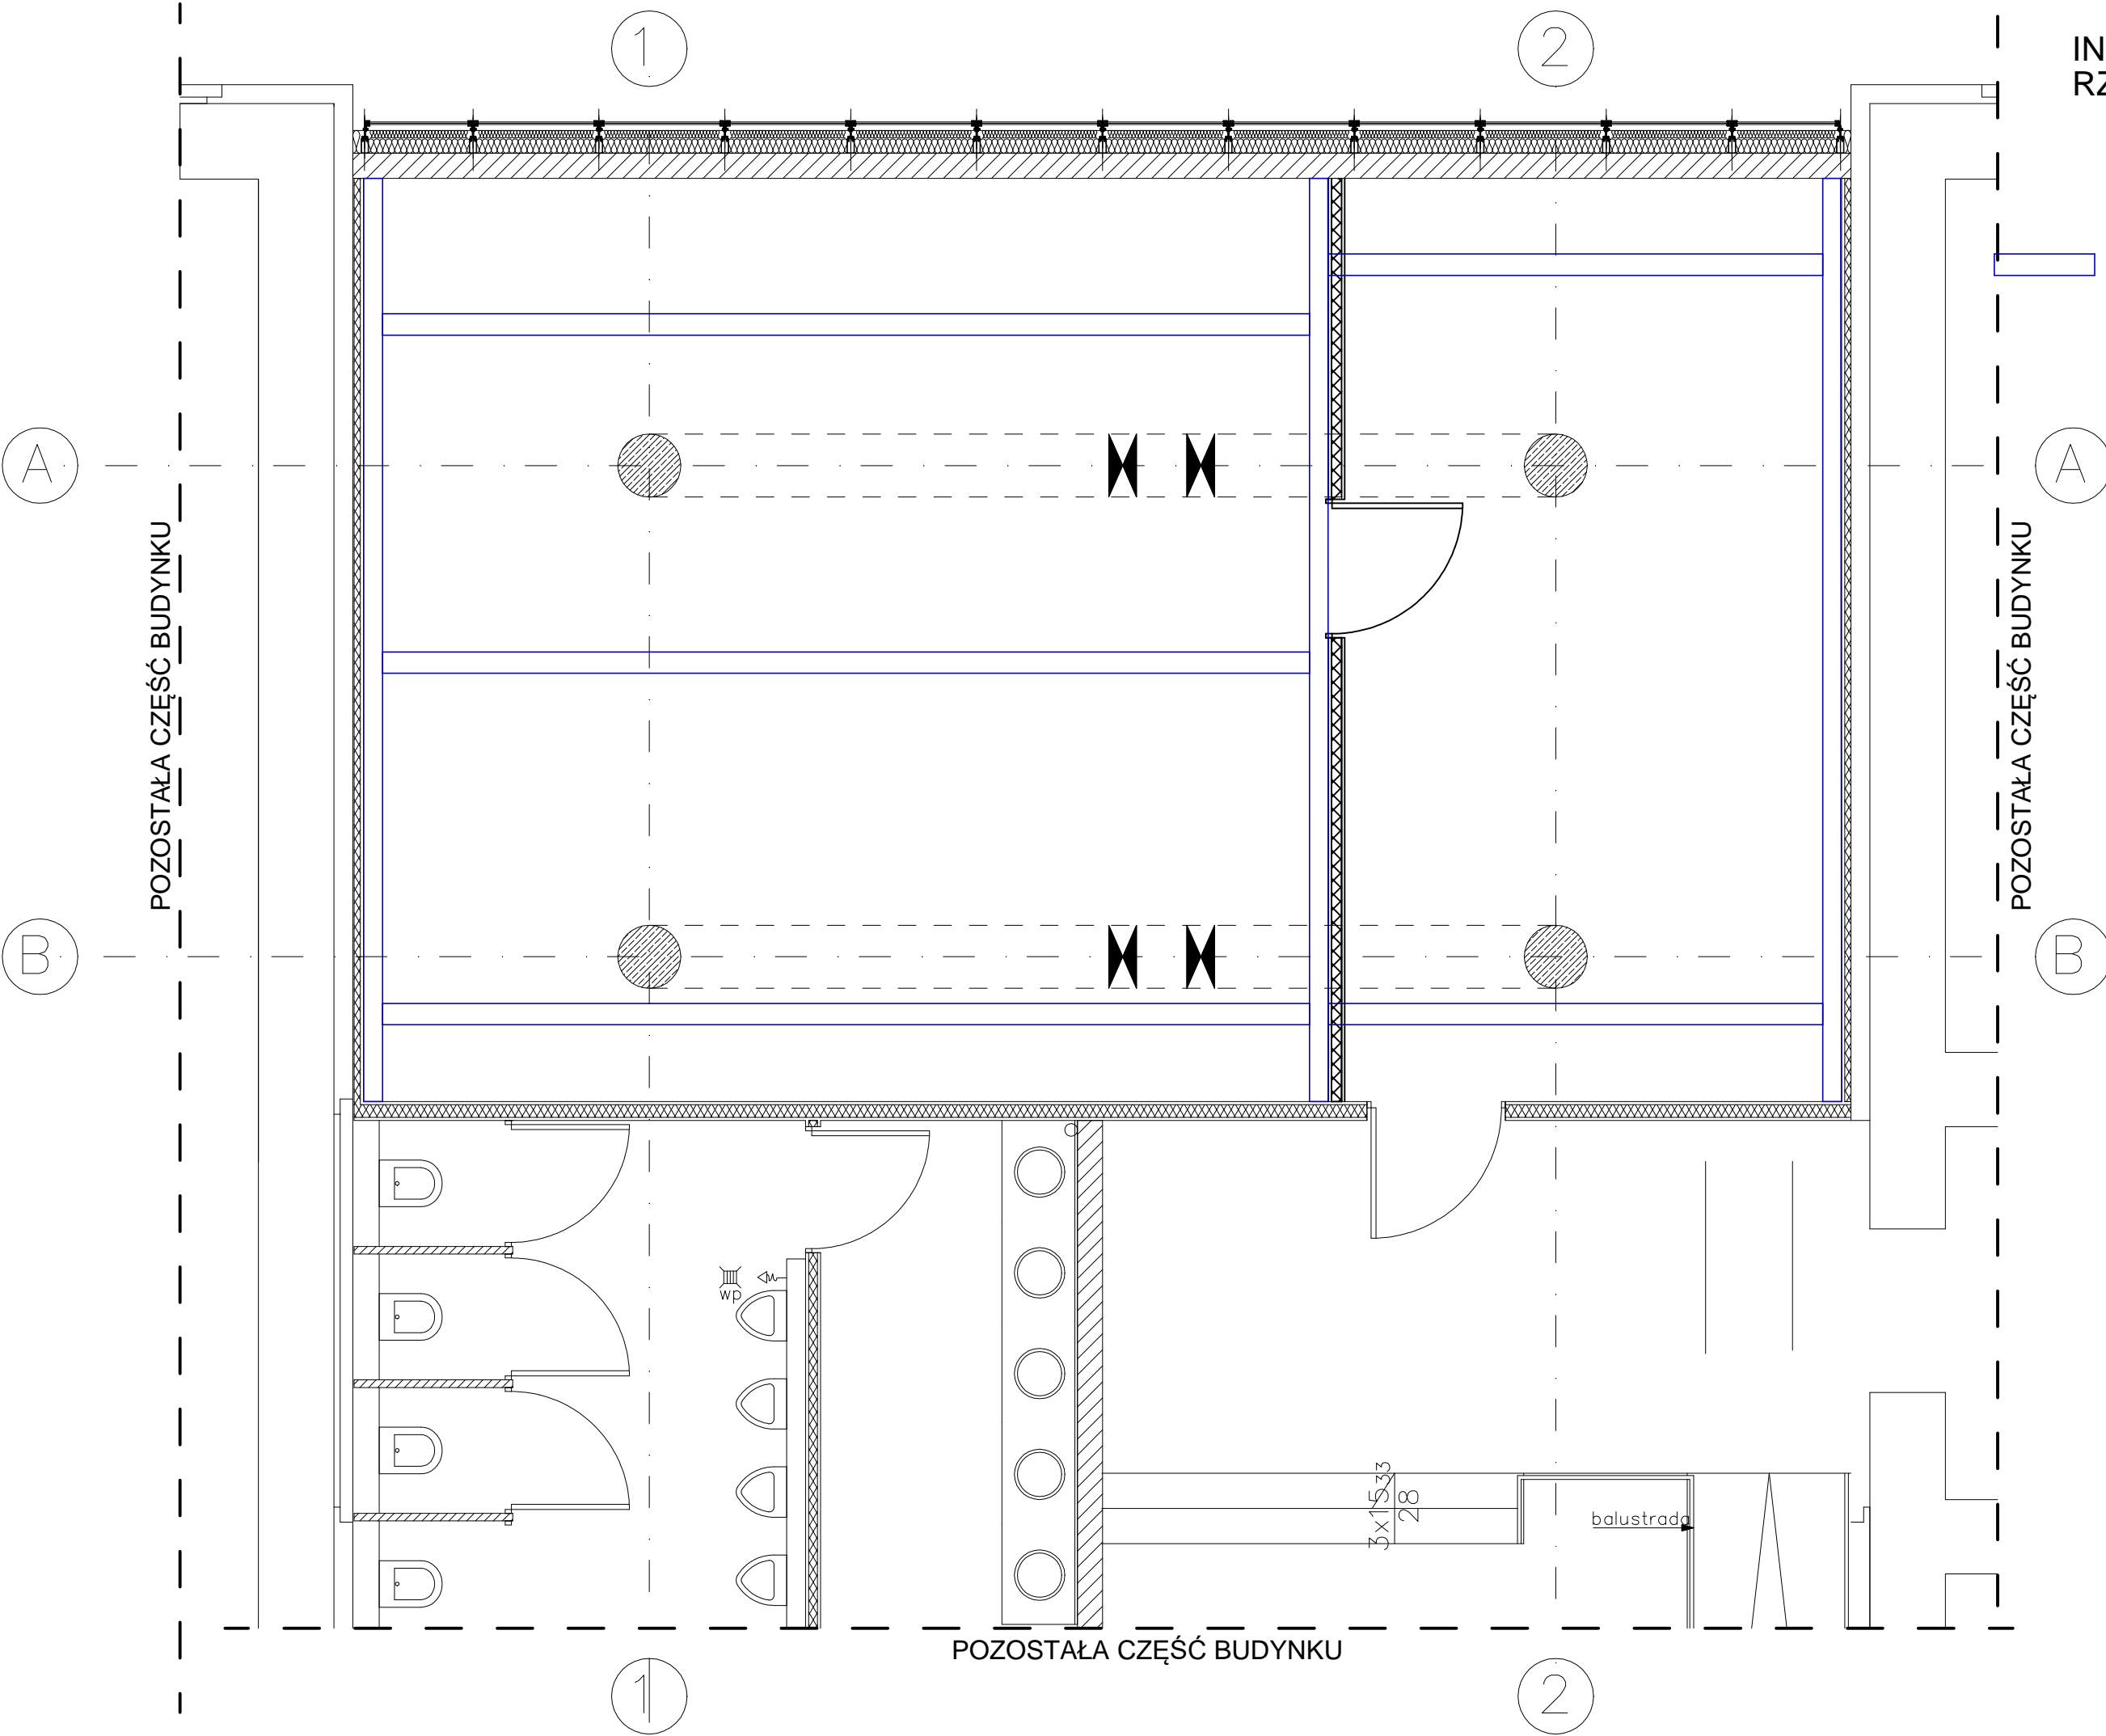 1
2
IN
RZ
A
A
POZOSTAŁA CZĘŚĆ BUDYNKU
POZOSTAŁA CZĘŚĆ BUDYNKU
B
B
wp
3x15,33
28
balustrada
POZOSTAŁA CZĘŚĆ BUDYNKU
1
2